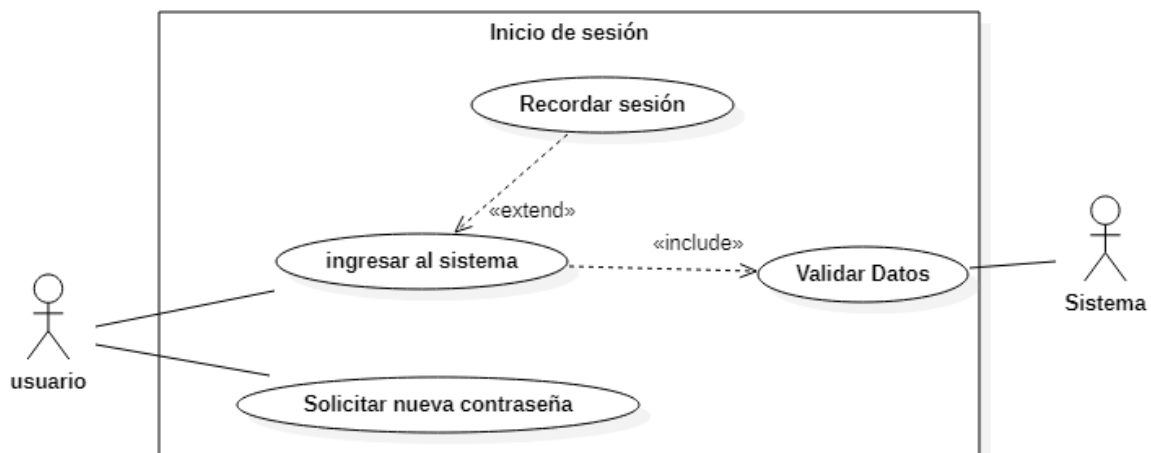 Inicio de sesión
Recordar sesión
«extend»
«include»
ingresar al sistema
Validar Datos
Sistema
usuario
Solicitar nueva contraseña